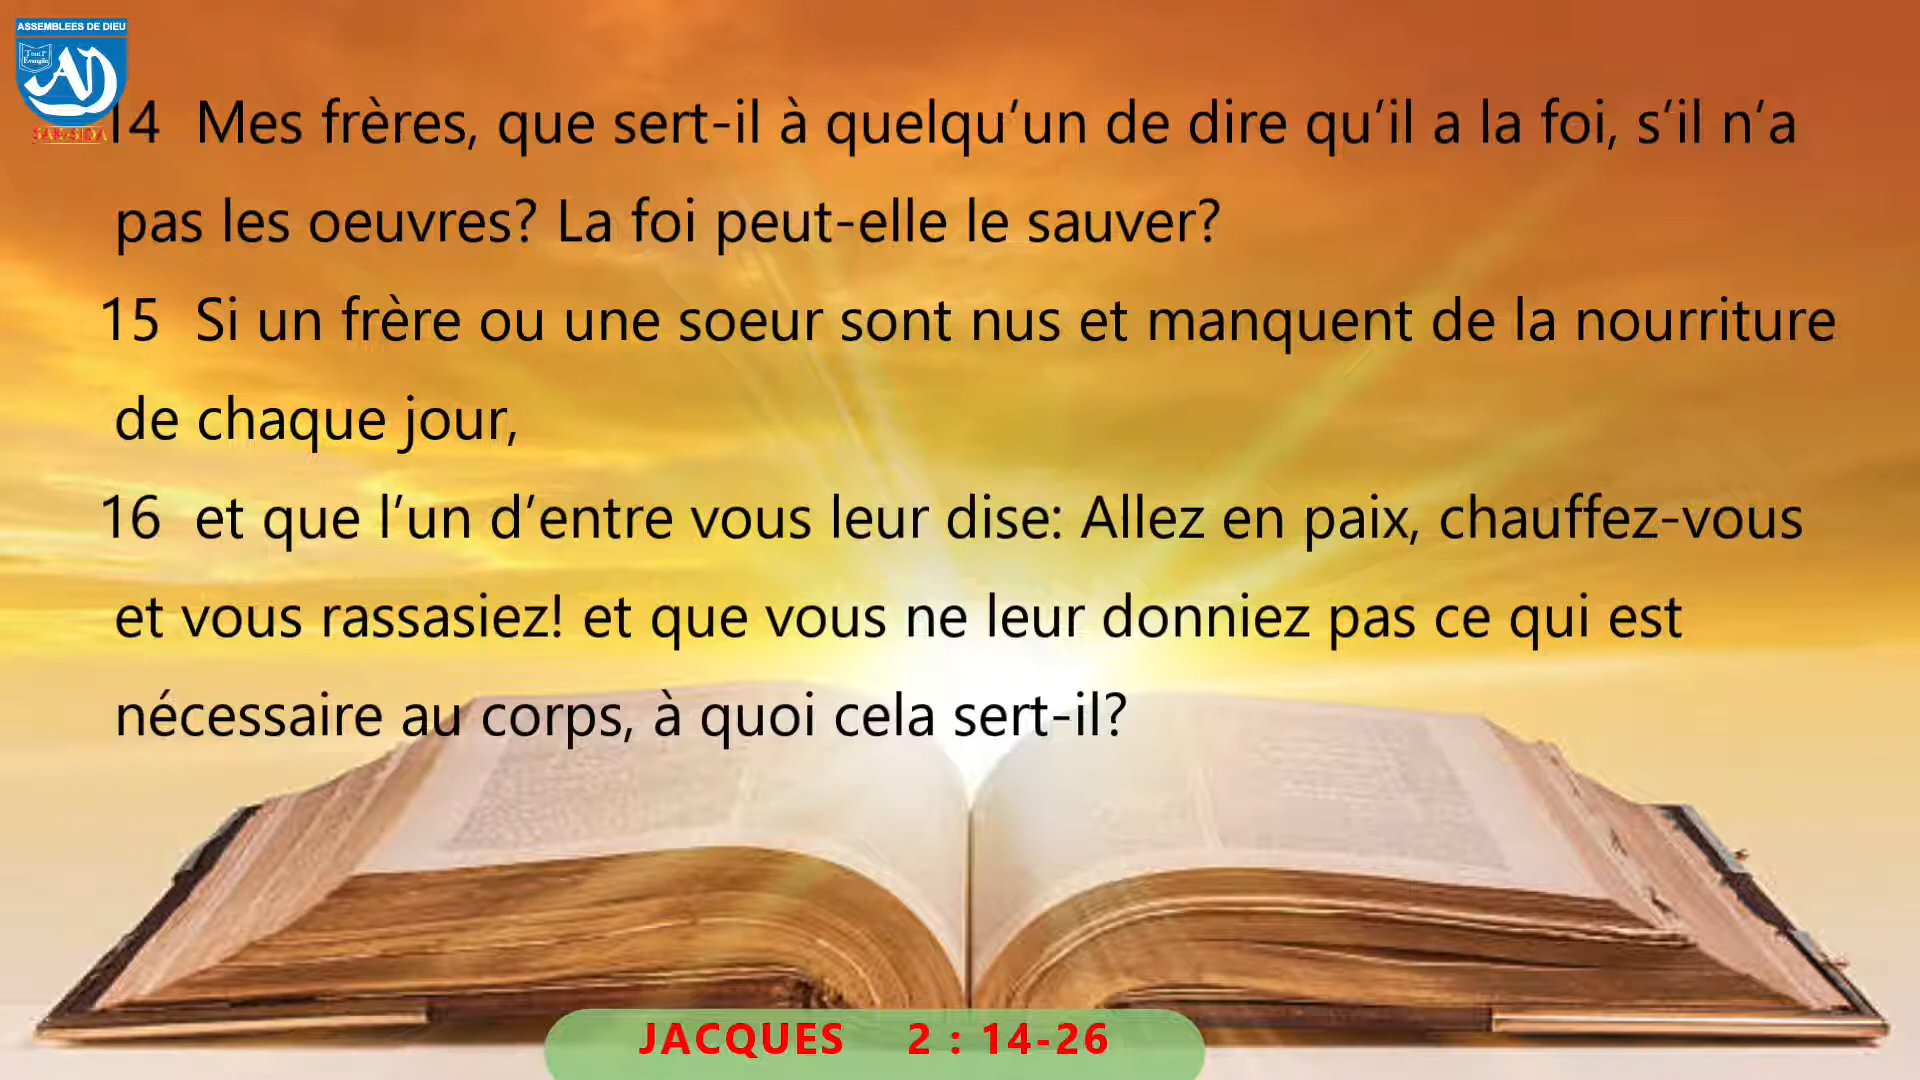 ASSEMBLEES DE DIEU
Tout l'
Evangile
AD
14 Mes frères, que sert-il à quelqu’un de dire qu’il a la foi, s’il n’a
pas les oeuvres? La foi peut-elle le sauver?
15 Si un frère ou une soeur sont nus et manquent de la nourriture
de chaque jour,
16 et que l’un d’entre vous leur dise: Allez en paix, chauffez-vous
et vous rassasiez! et que vous ne leur donniez pas ce qui est
nécessaire au corps, à quoi cela sert-il?
JACQUES 2 : 14-26